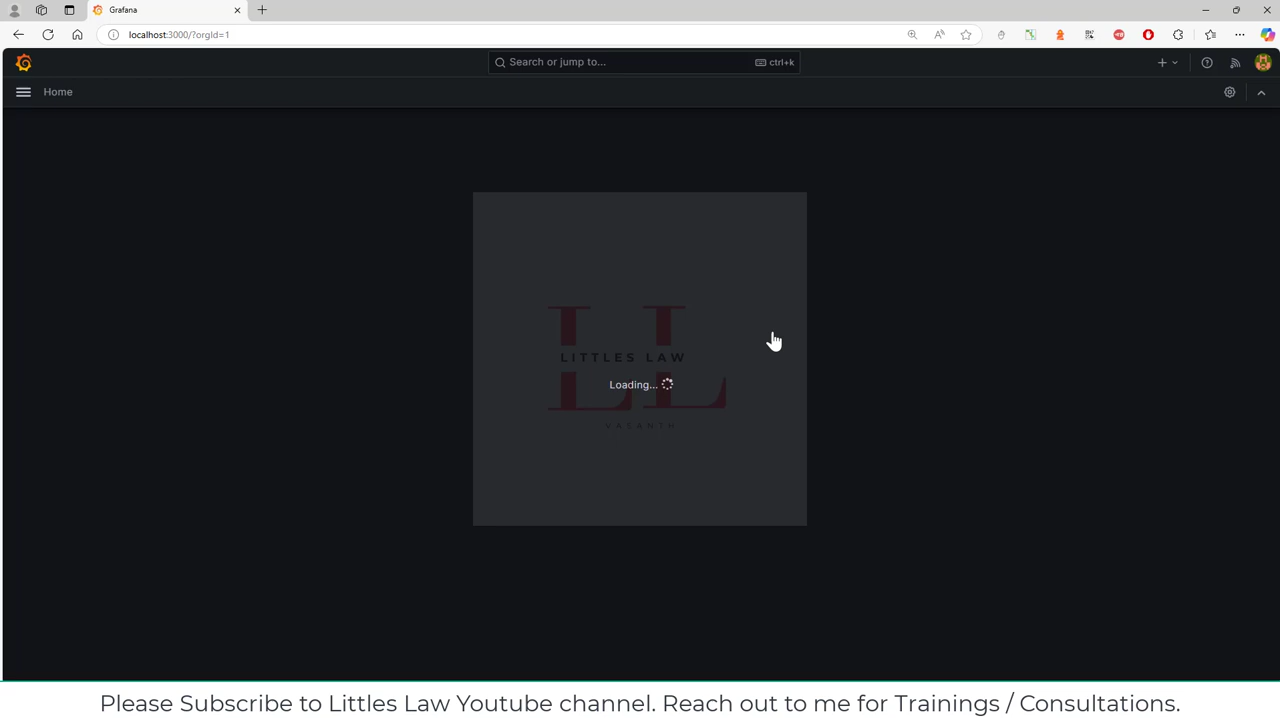 Grafana
localhost:3000/?orgId=1
Search or jump to...
ctrl+k
Home
LITTLES LAW
Loading...
VASANTH
Please Subscribe to Littles Law Youtube channel. Reach out to me for Trainings / Consultations.